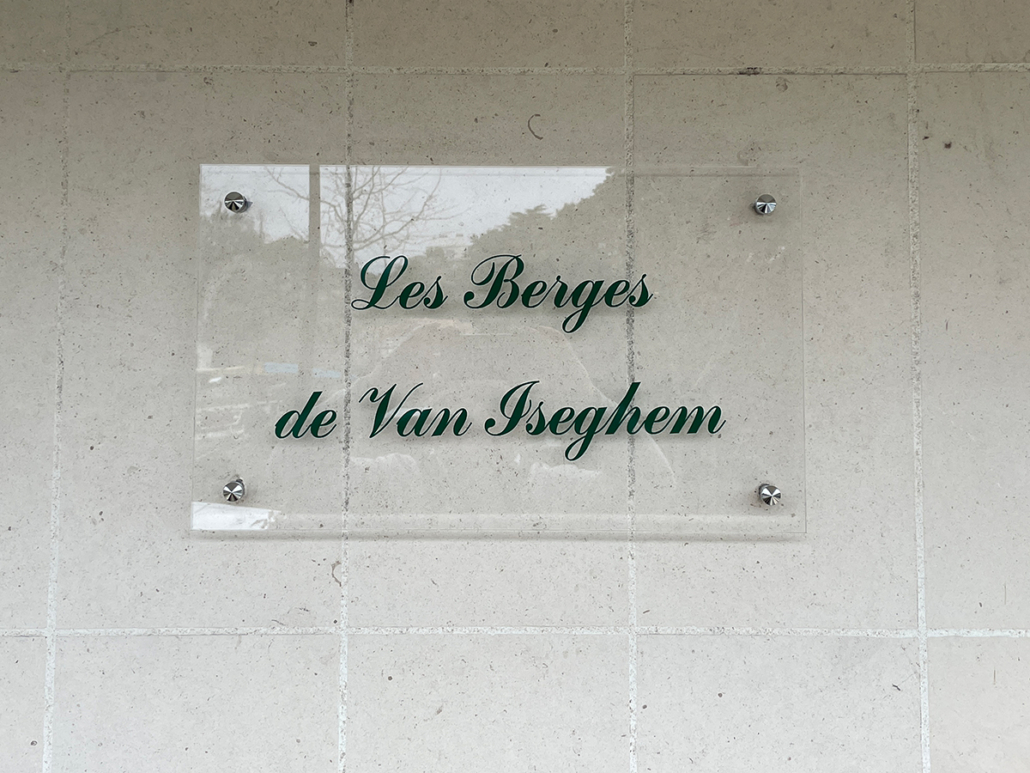 Les Berges
de Van Iseghem